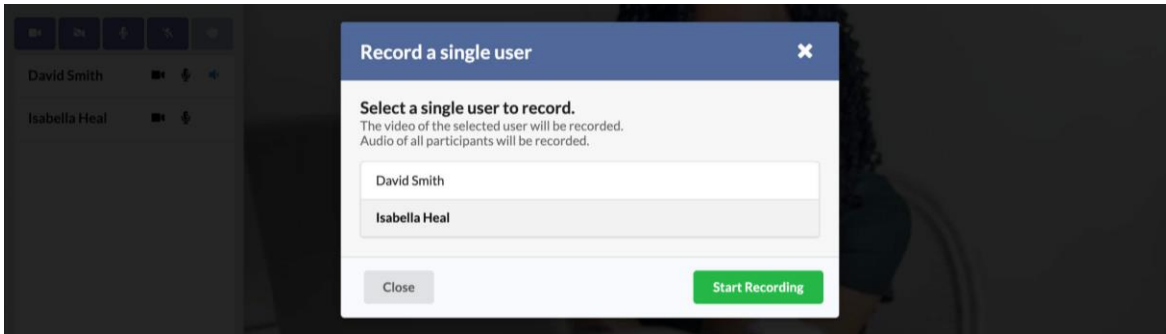 David Smith
Isabella Heal
Record a single user
Select a single user to record.
The video of the selected user will be recorded.
Audio of all participants will be recorded.
David Smith
Isabella Heal
Close
Start Recording